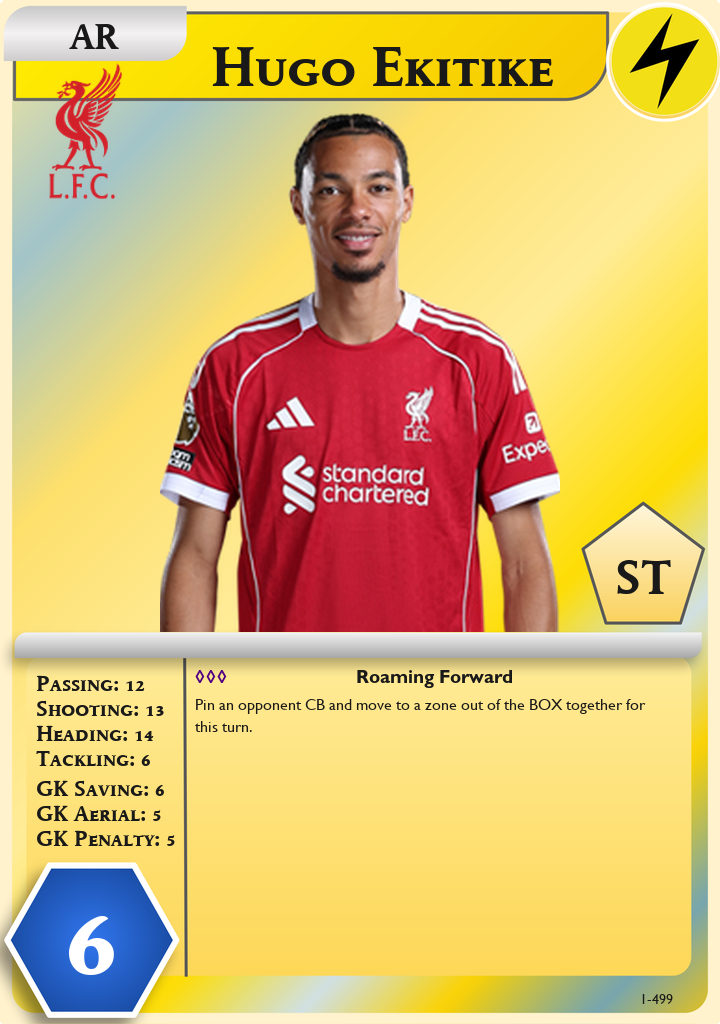 AR
Hugo Ekitike
L.F.C.
L.F.C.
Expe
standard
chartered
ST
Passing: 12
Shooting: 13
Heading: 14
Tackling: 6
GK Saving: 6
GK Aerial: 5
GK Penalty: 5
6
◊◊◊ Roaming Forward
Pin an opponent CB and move to a zone out of the BOX together for
this turn.
1-499